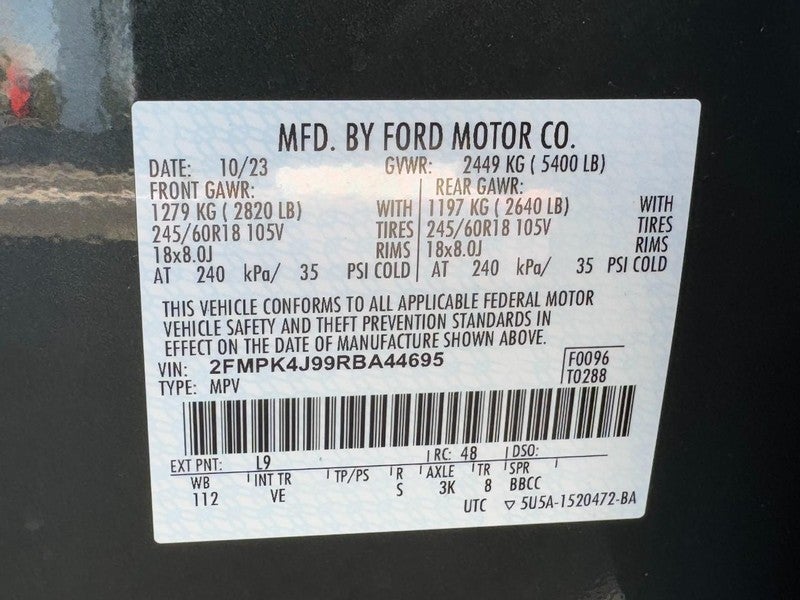 MFD. BY FORD MOTOR CO.
DATE: 10/23 GVWR: 2449 KG ( 5400 LB)
FRONT GAWR: REAR GAWR:
1279 KG ( 2820 LB) WITH 1197 KG ( 2640 LB) WITH
245/60R18 105V TIRES 245/60R18 105V TIRES
18x8.0J RIMS 18x8.0J RIMS
AT 240 kPa/ 35 PSI COLD AT 240 kPa/ 35 PSI COLD
THIS VEHICLE CONFORMS TO ALL APPLICABLE FEDERAL MOTOR
VEHICLE SAFETY AND THEFT PREVENTION STANDARDS IN
EFFECT ON THE DATE OF MANUFACTURE SHOWN ABOVE.
VIN: 2FMPK4J99RBA44695 F0096
TYPE: MPV T0288
EXT PNT: L9 RC: 48 DSO:
WB INT TR TP/PS R AXLE TR SPR
112 VE S 3K 8 BBCC
UTC ▽ 5U5A-1520472-BA